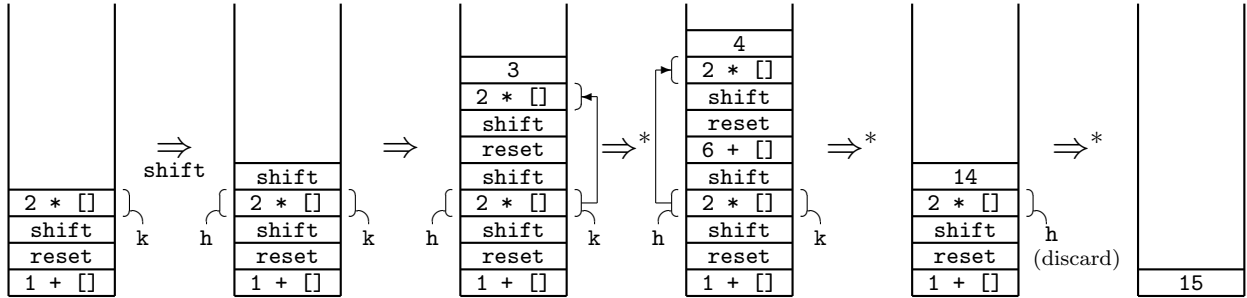 2 * []
shift
reset
1 + []
k
⇒
shift
shift
2 * []
shift
reset
1 + []
h
k
⇒
3
2 * []
shift
reset
shift
2 * []
shift
reset
1 + []
h
k
⇒*
4
2 * []
shift
reset
6 + []
shift
2 * []
shift
reset
1 + []
h
k
⇒*
14
2 * []
shift
reset
1 + []
h
(discard)
⇒*
15